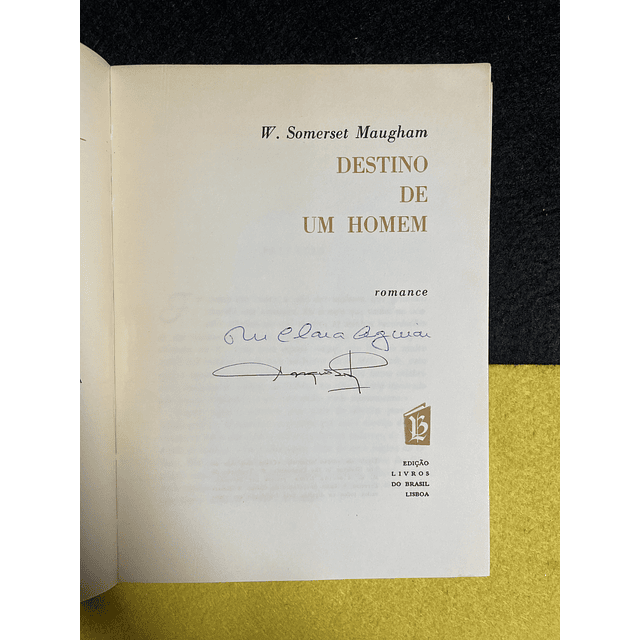 W. Somerset Maugham
DESTINO
DE
UM HOMEM
romance
Clara Aguiar
B
EDIÇÃO
LIVROS
DO BRASIL
LISBOA